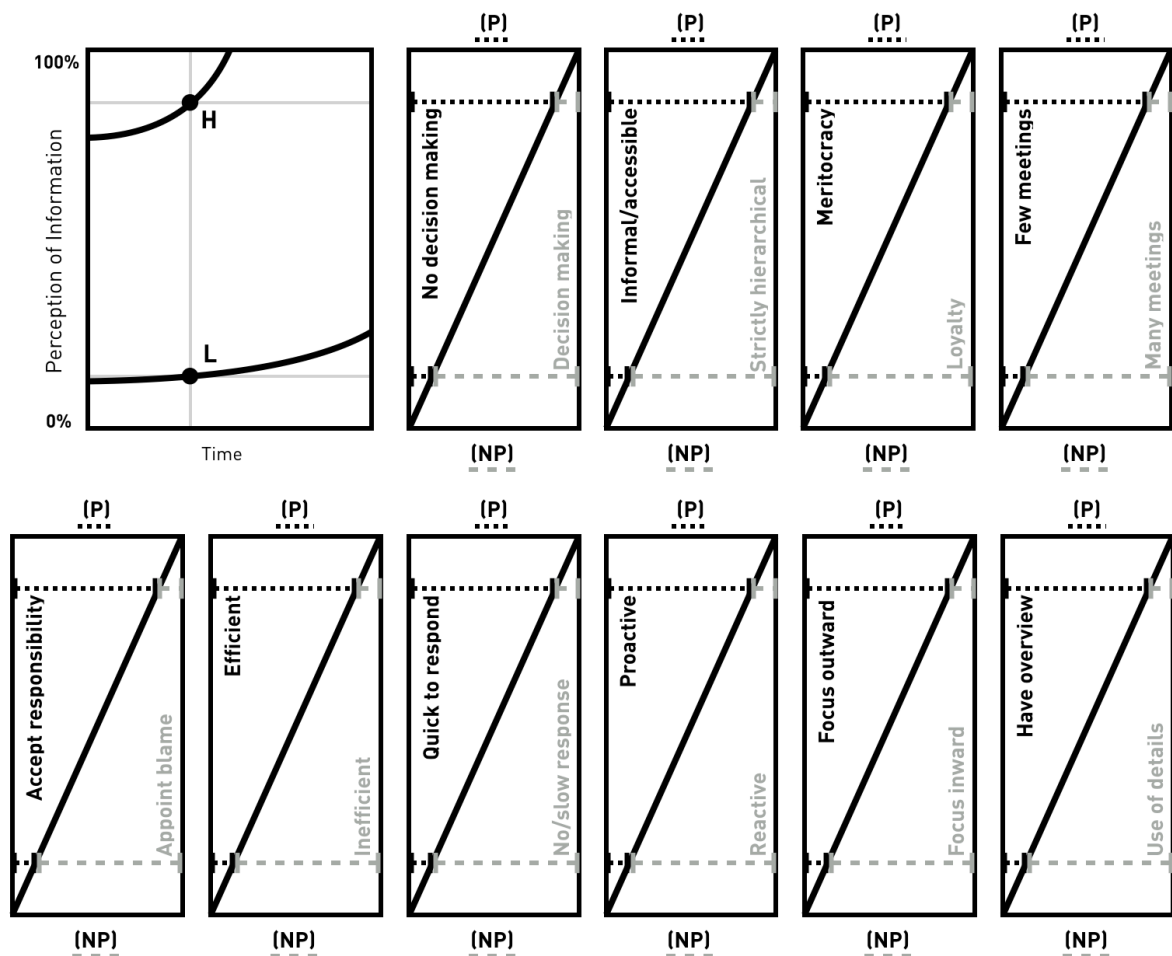 (P)
(P)
(P)
(P)
100%
Perception of Information
0%
H
L
Time
No decision making
Decision making
(NP)
Informal/accessible
Strictly hierarchical
(NP)
Meritocracy
Loyalty
(NP)
Few meetings
Many meetings
(NP)
(P)
(P)
(P)
(P)
(P)
(P)
Accept responsibility
Appoint blame
(NP)
Efficient
Inefficient
(NP)
Quick to respond
No/slow response
(NP)
Proactive
Reactive
(NP)
Focus outward
Focus inward
(NP)
Have overview
Use of details
(NP)